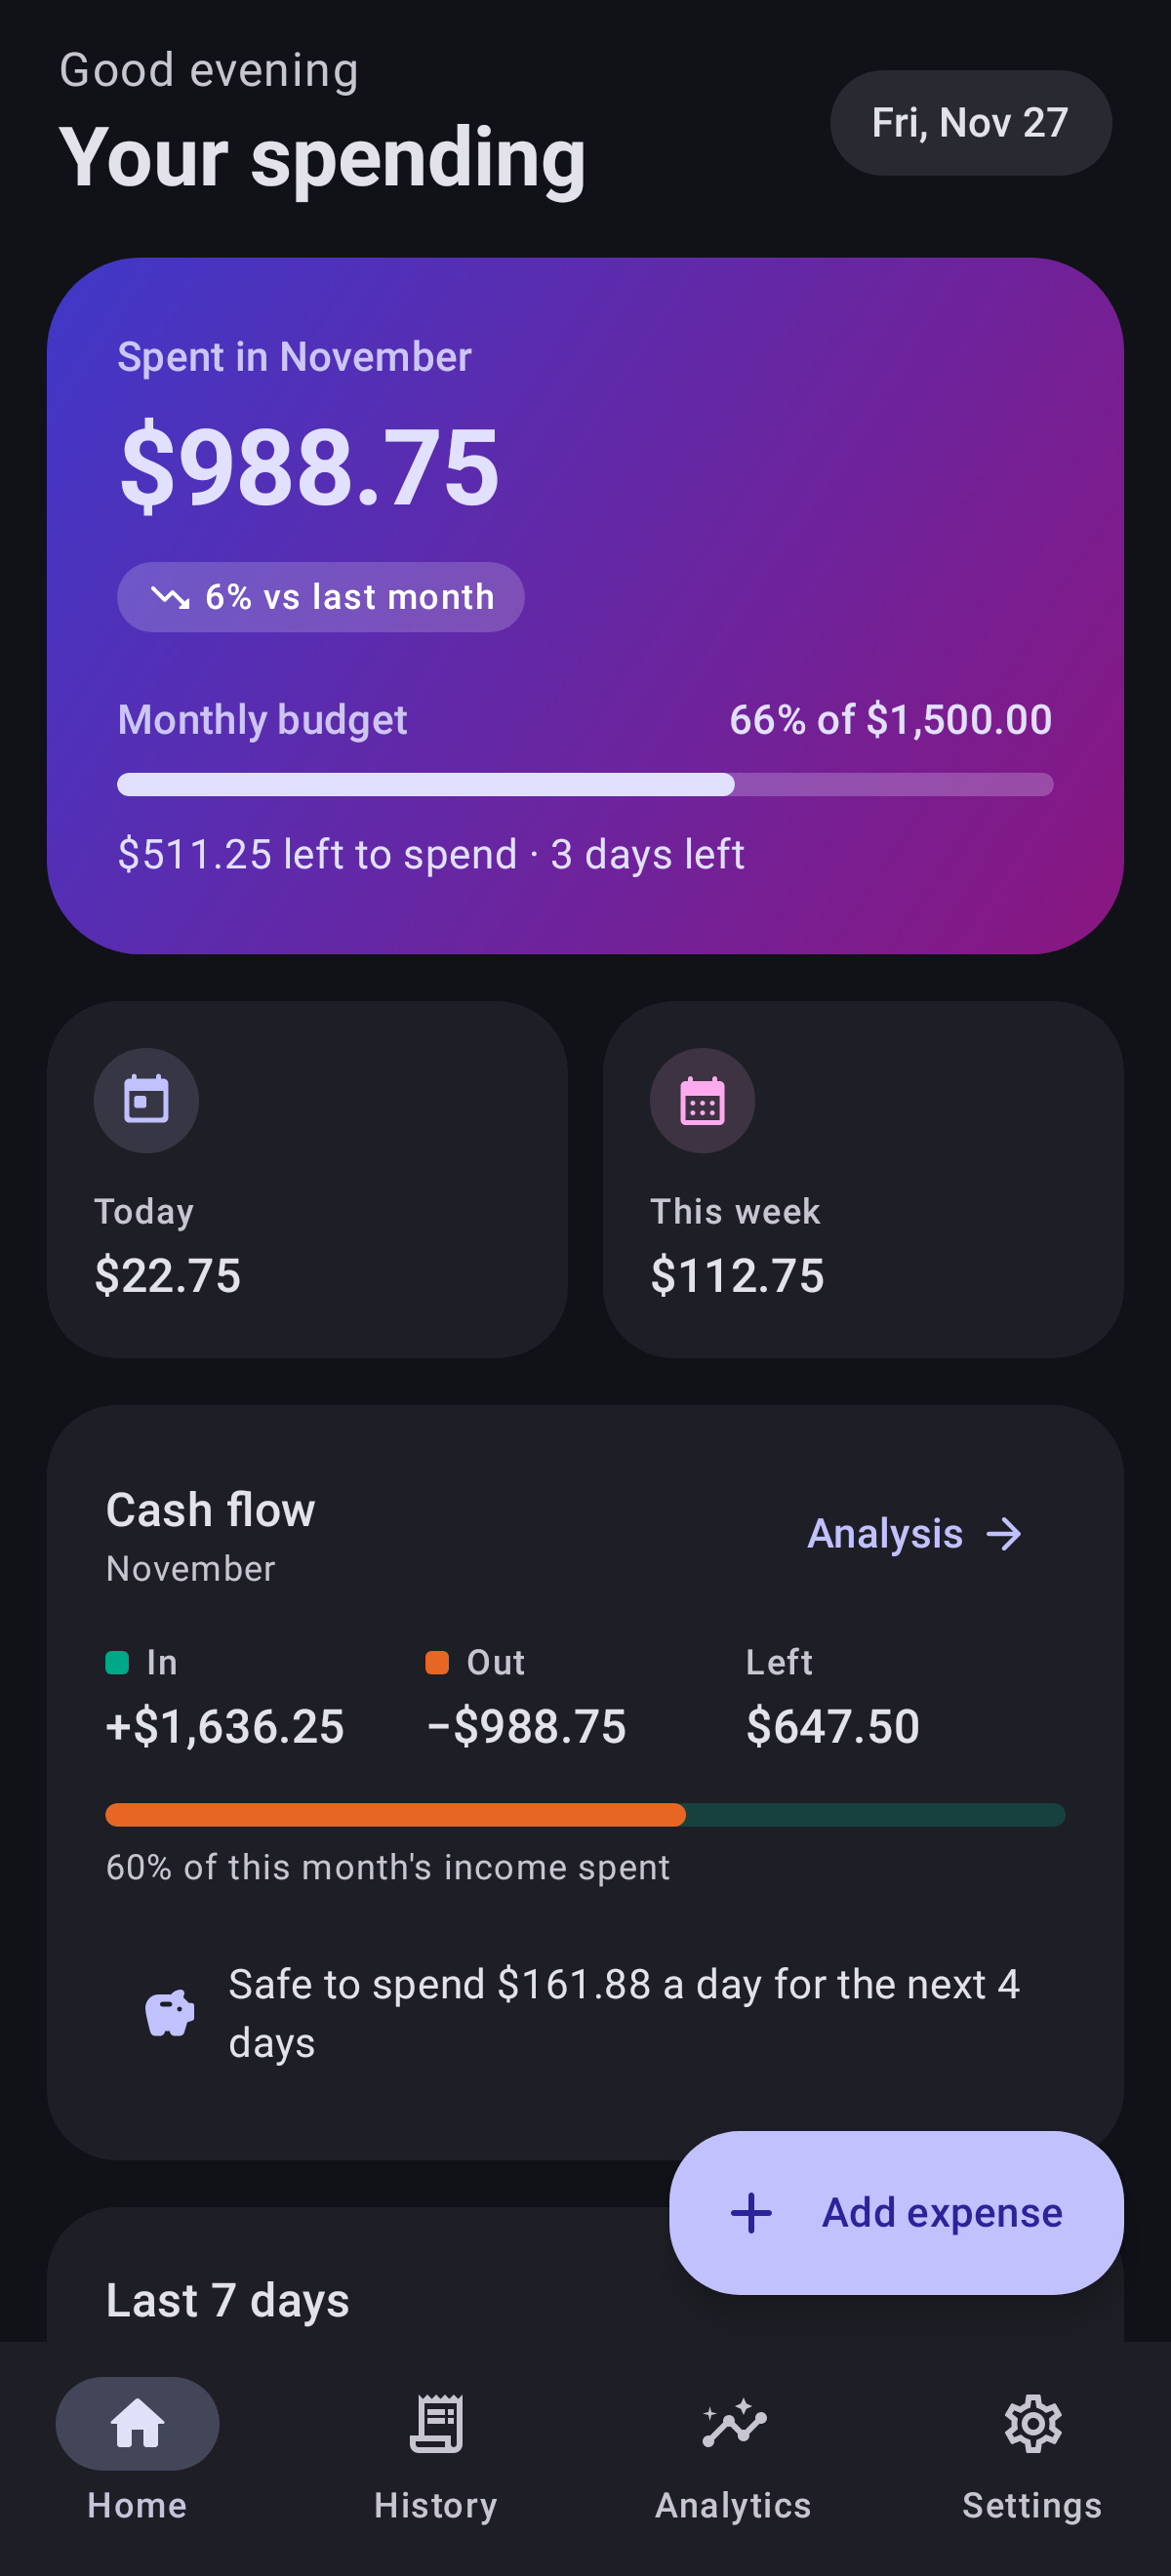 Good evening
Your spending
Fri, Nov 27
Spent in November
$988.75
6% vs last month
Monthly budget
66% of $1,500.00
$511.25 left to spend · 3 days left
Today
$22.75
This week
$112.75
Cash flow
November
Analysis
In
+$1,636.25
Out
−$988.75
Left
$647.50
60% of this month's income spent
Safe to spend $161.88 a day for the next 4
days
Add expense
Last 7 days
Home
History
Analytics
Settings